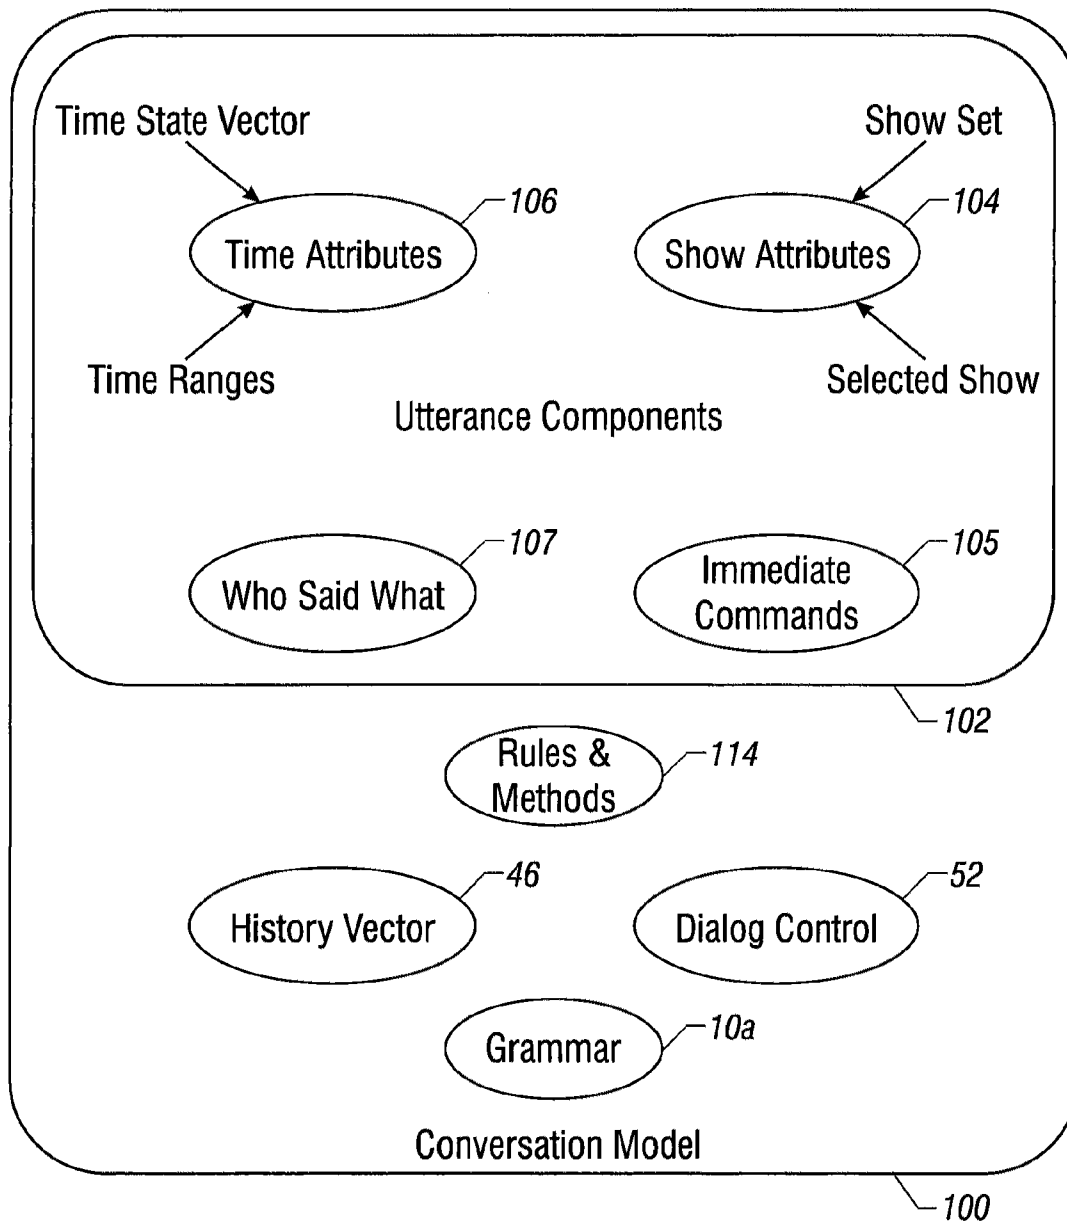 Time State Vector
Show Set
106
104
Time Attributes
Show Attributes
Time Ranges
Selected Show
Utterance Components
107
105
Who Said What
Immediate
Commands
102
Rules &
Methods
114
46
52
History Vector
Dialog Control
10a
Grammar
Conversation Model
100